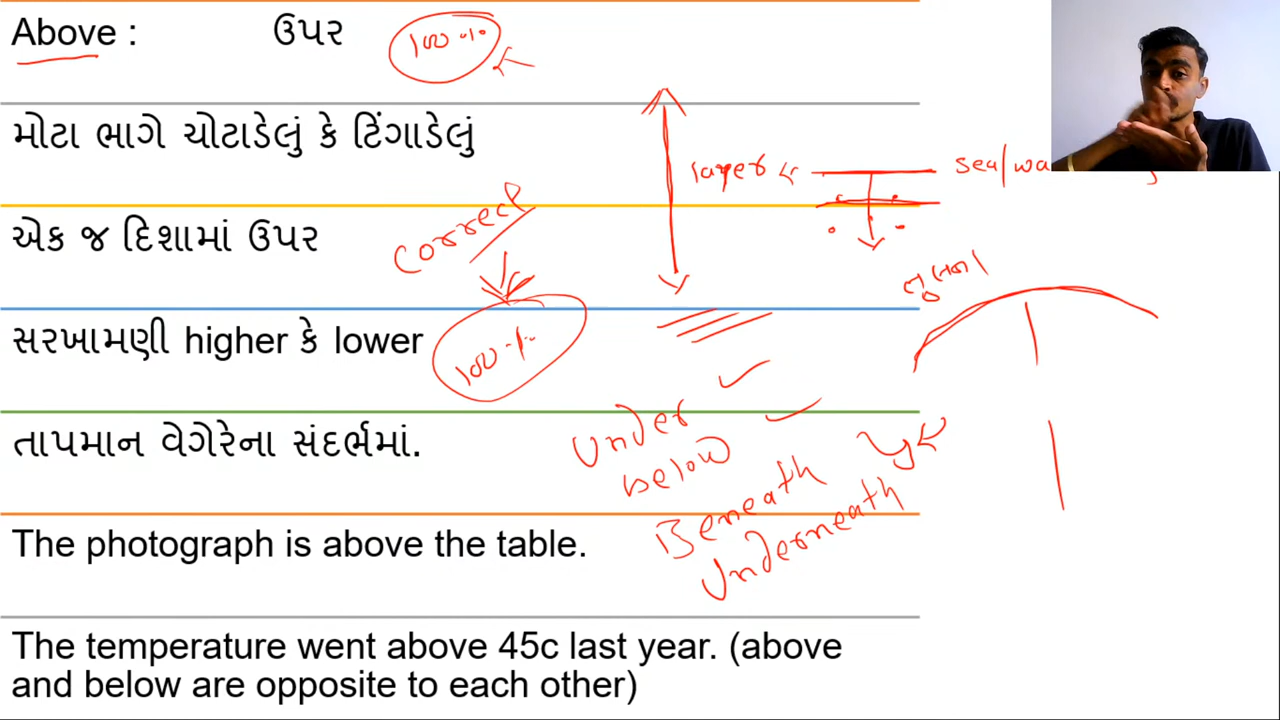 Above : ઉપર 100%
મોટા ભાગે ચોટાડેલું કે ટિંગાડેલું
layer
sea/wa
એક જ દિશામાં ઉપર
Correct
સરખામણી higher કે lower 100%
Under
below
તાપમાન વેગેરેના સંદર્ભમાં.
Beneath
Underneath
The photograph is above the table.
The temperature went above 45c last year. (above
and below are opposite to each other)